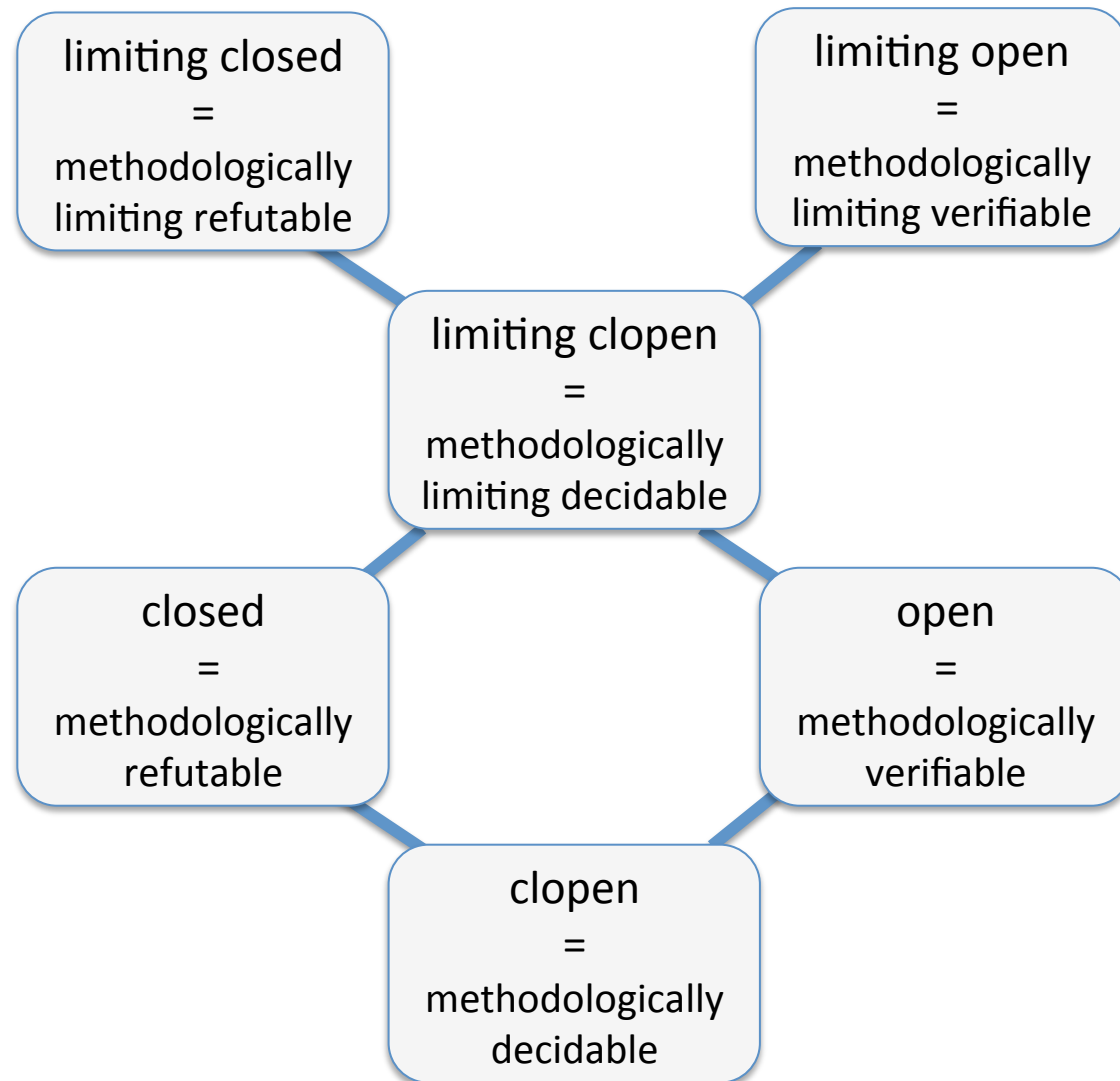 limiting closed
=
methodologically
limiting refutable
limiting open
=
methodologically
limiting verifiable
limiting clopen
=
methodologically
limiting decidable
closed
=
methodologically
refutable
open
=
methodologically
verifiable
clopen
=
methodologically
decidable